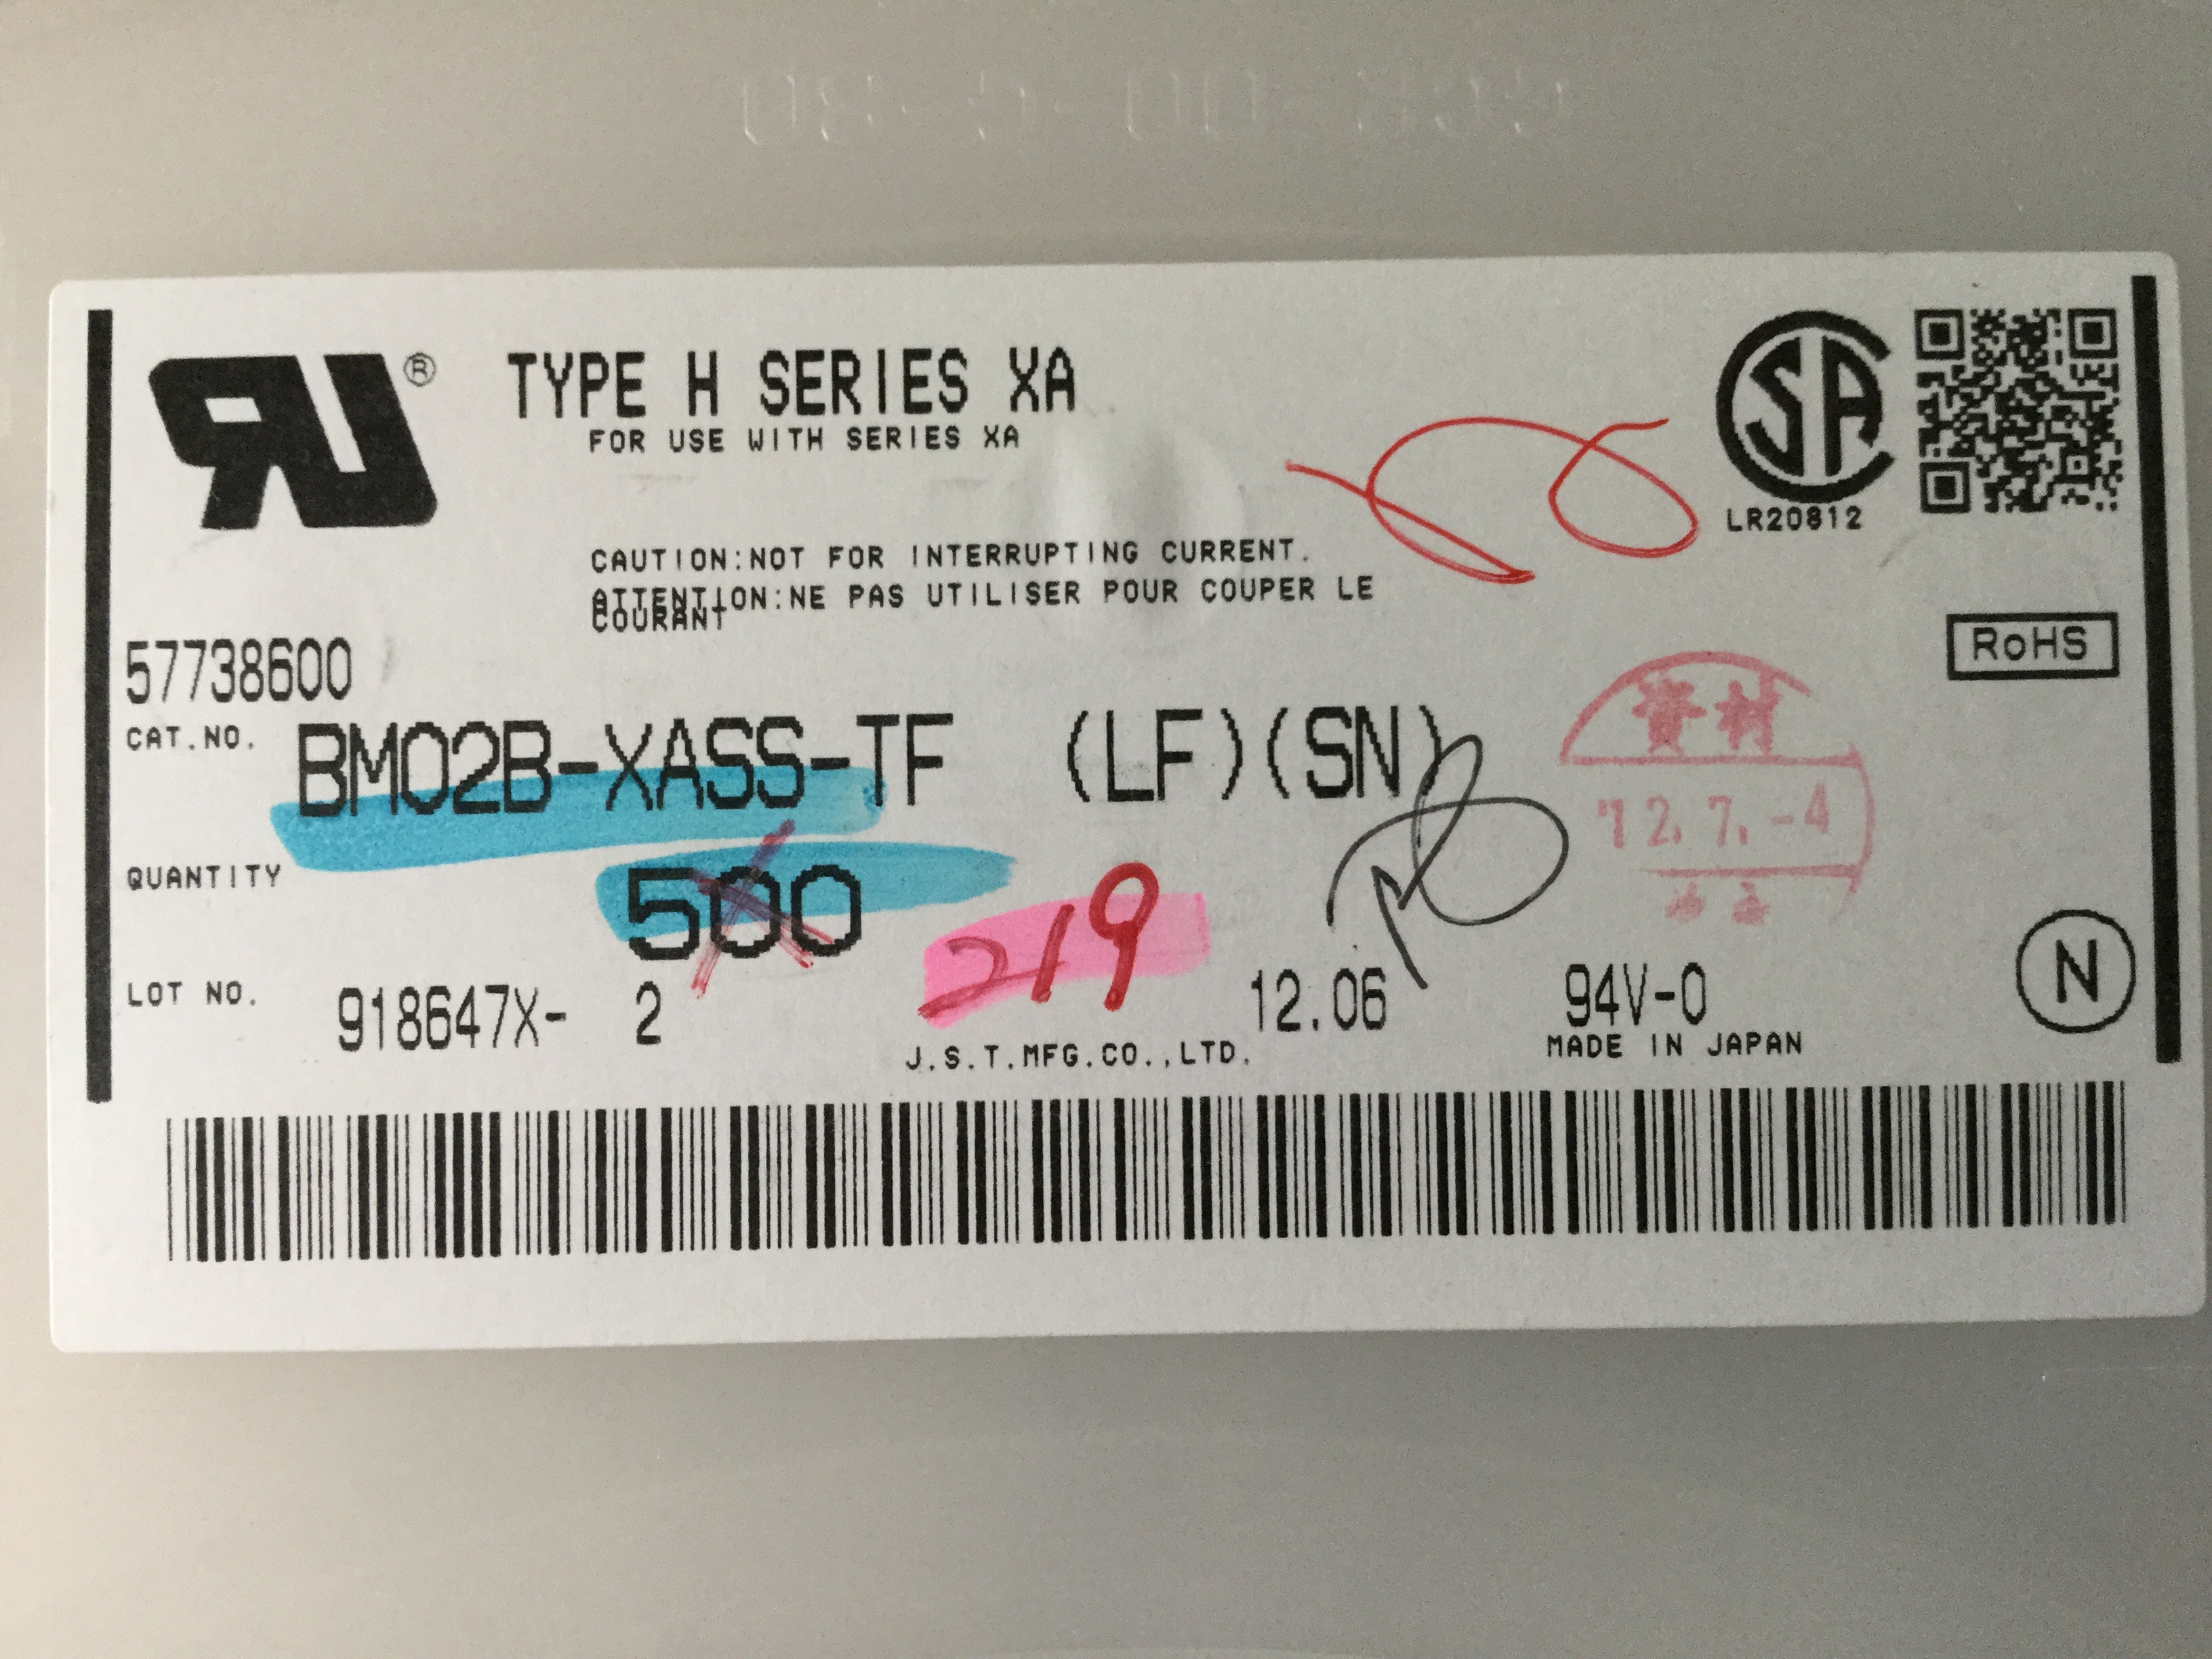 TYPE H SERIES XA
FOR USE WITH SERIES XA
LR20812
CAUTION:NOT FOR INTERRUPTING CURRENT.
ATTENTION:NE PAS UTILISER POUR COUPER LE
COURANT
RoHS
57738600
CAT.NO. BM02B-XASS-TF (LF)(SN)
資材
'12.7.-4
QUANTITY 500 219
N
LOT NO. 918647X- 2 12.06 94V-0
J.S.T.MFG.CO.,LTD. MADE IN JAPAN